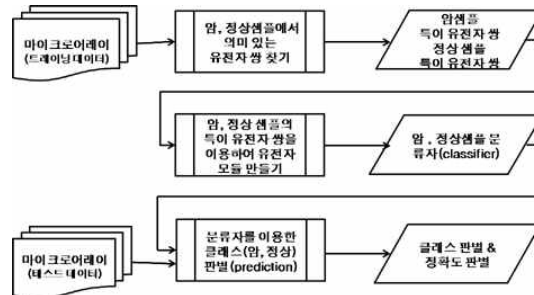 마이크로어레이
(트레이닝 데이터)
암, 정상샘플에서
의미 있는
유전자 쌍 찾기
암샘플
특이 유전자 쌍
정상 샘플
특이 유전자 쌍
암, 정상 샘플의
특이 유전자 쌍을
이용하여 유전자
모듈 만들기
암, 정상샘플 분
류자(classifier)
마이크로어레이
(테스트 데이터)
분류자를 이용한
클래스(암, 정상)
판별(prediction)
클래스 판별 &
정확도 판별